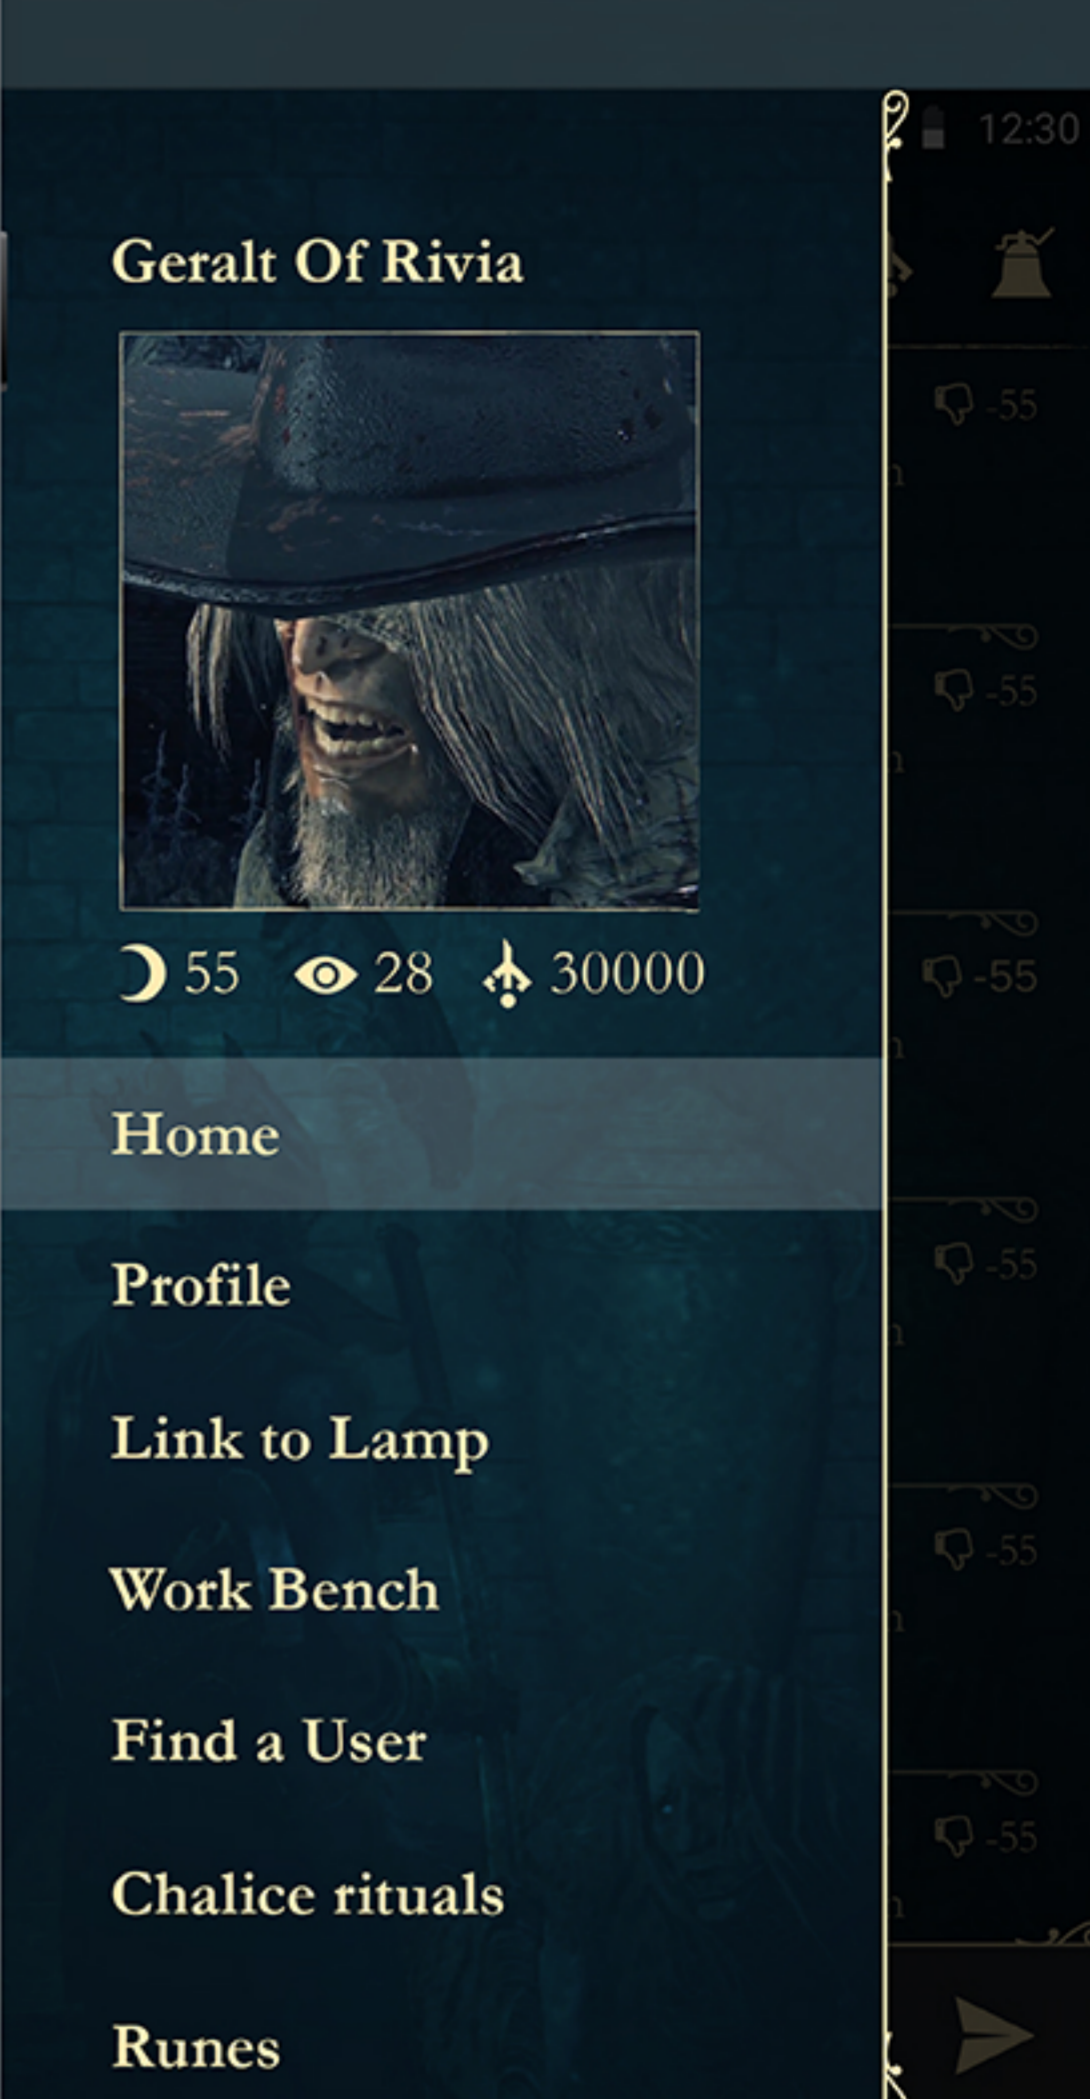 12:30
Geralt Of Rivia
-55
-55
55 28 30000
-55
Home
Profile
-55
Link to Lamp
Work Bench
-55
Find a User
Chalice rituals
-55
Runes